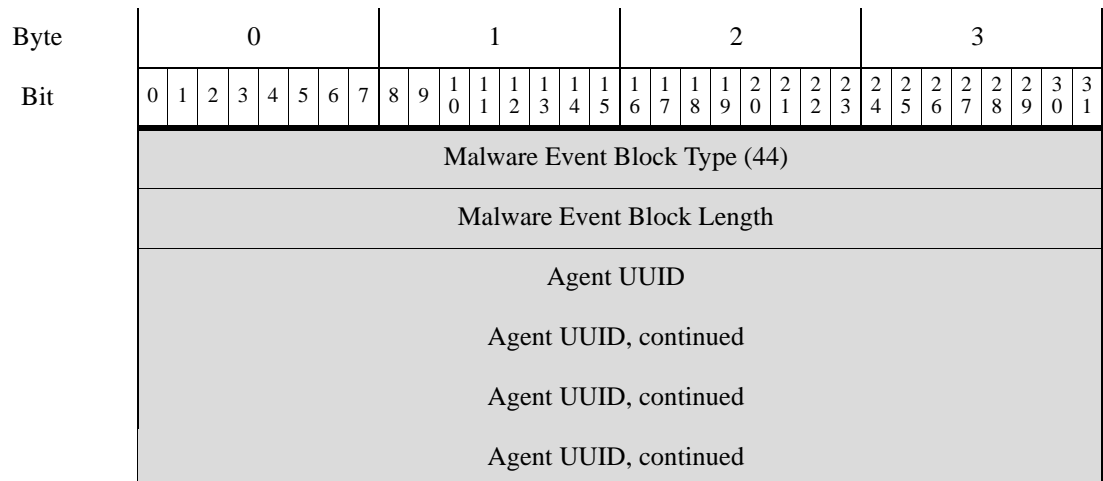 Byte 0 1 2 3
Bit 0 1 2 3 4 5 6 7 8 9 10 11 12 13 14 15 16 17 18 19 20 21 22 23 24 25 26 27 28 29 30 31
Malware Event Block Type (44)
Malware Event Block Length
Agent UUID
Agent UUID, continued
Agent UUID, continued
Agent UUID, continued